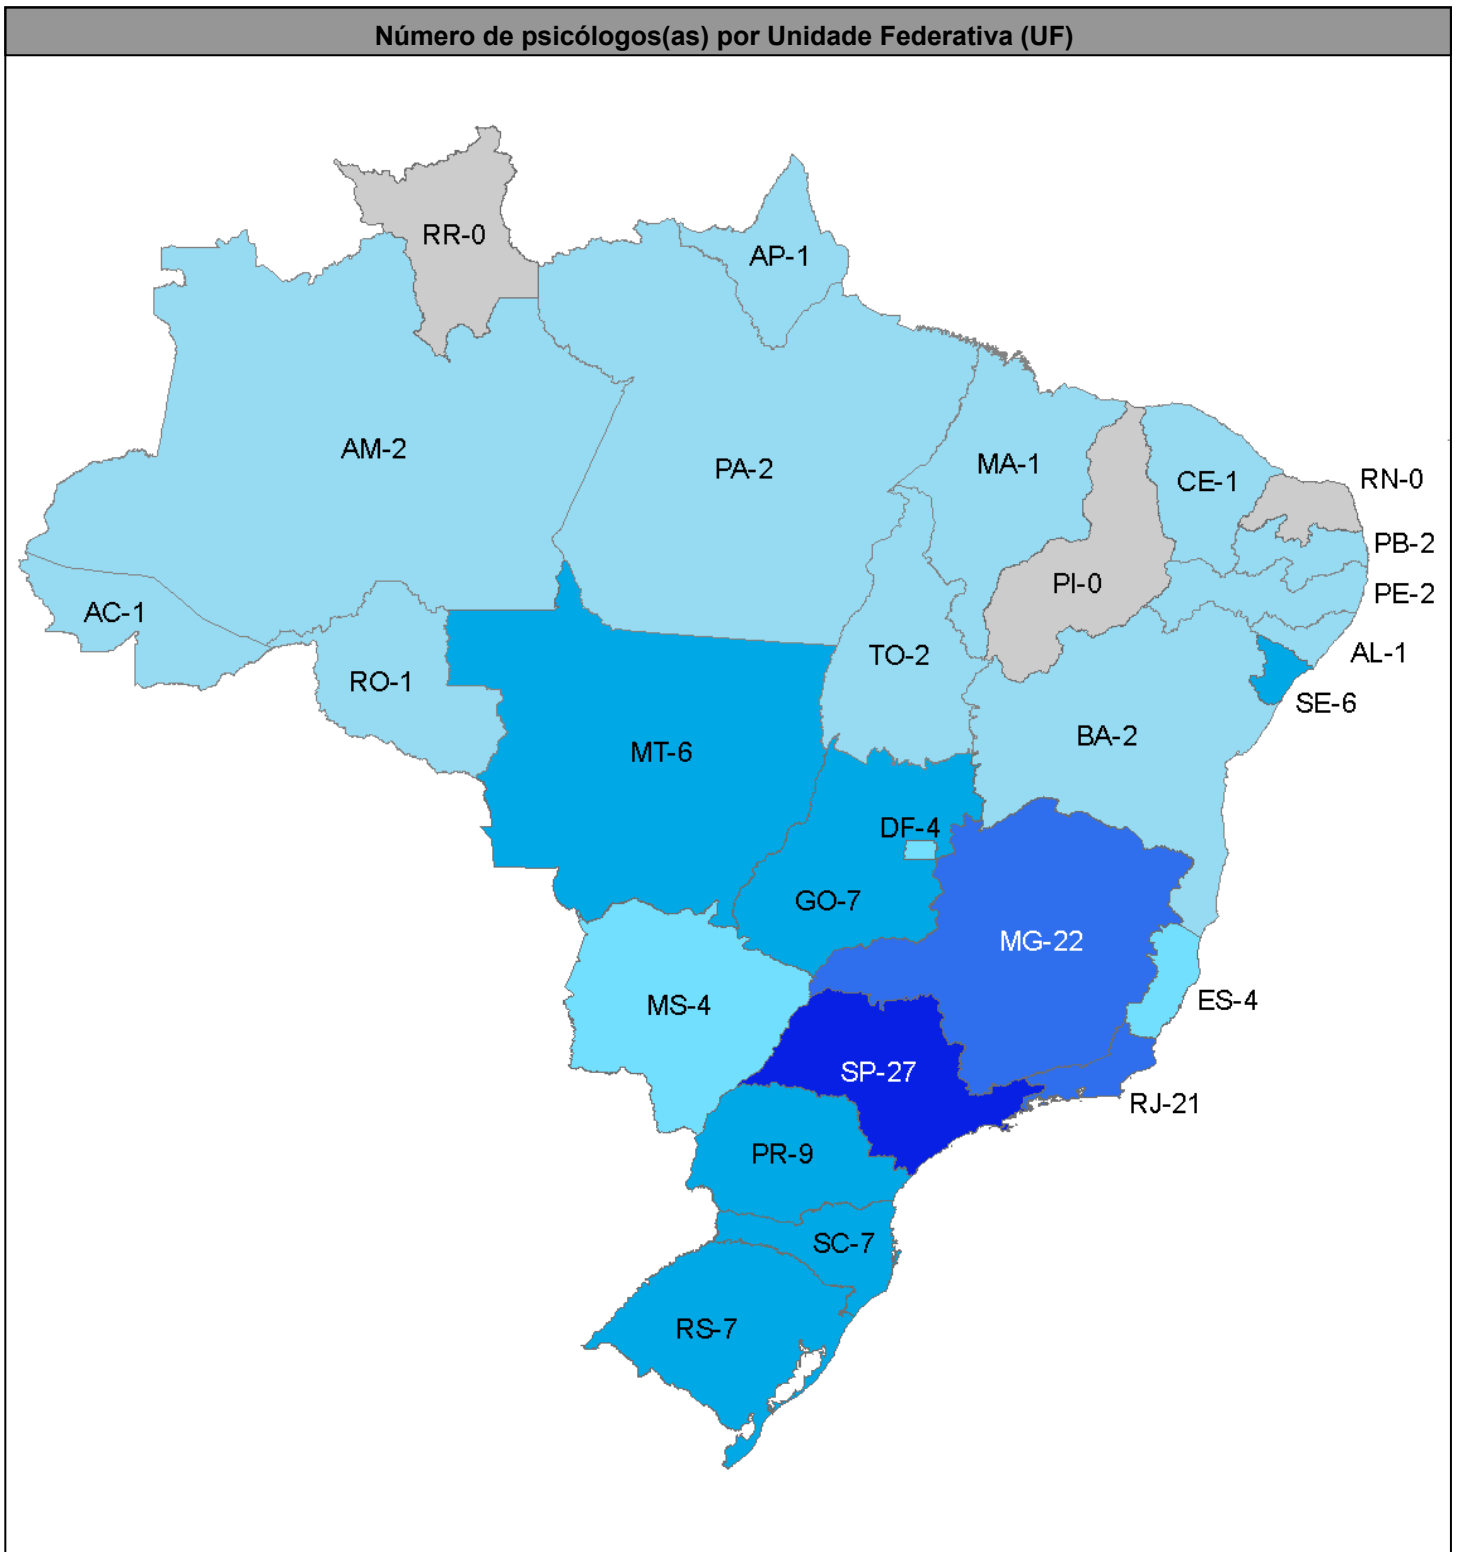 Número de psicólogos(as) por Unidade Federativa (UF)
RR-0
AP-1
AM-2
PA-2
MA-1
CE-1
RN-0
PB-2
PI-0
PE-2
AC-1
TO-2
AL-1
RO-1
SE-6
MT-6
BA-2
DF-4
GO-7
MG-22
MS-4
ES-4
SP-27
RJ-21
PR-9
SC-7
RS-7